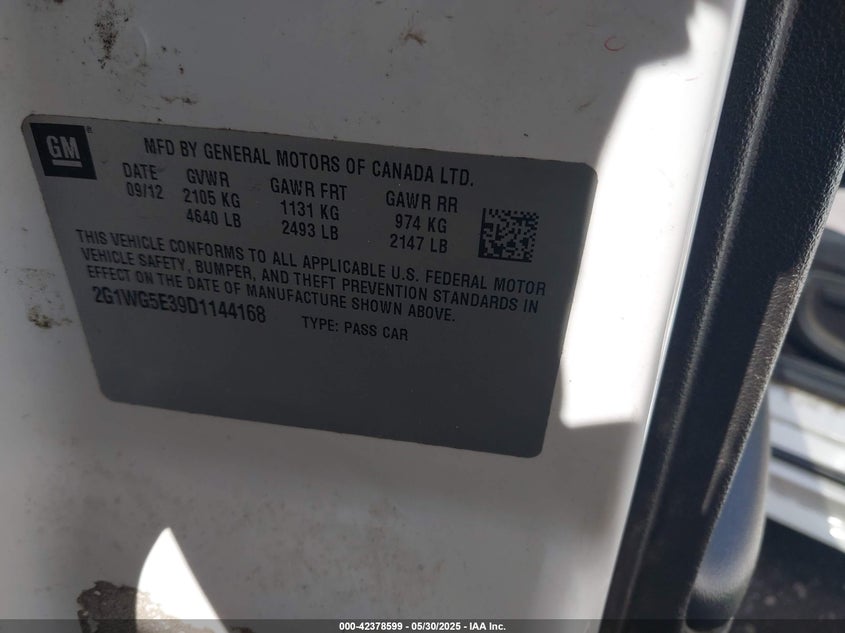 GM ®
MFD BY GENERAL MOTORS OF CANADA LTD.
DATE GVWR GAWR FRT GAWR RR
09/12 2105 KG 1131 KG 974 KG
4640 LB 2493 LB 2147 LB
THIS VEHICLE CONFORMS TO ALL APPLICABLE U.S. FEDERAL MOTOR
VEHICLE SAFETY, BUMPER, AND THEFT PREVENTION STANDARDS IN
EFFECT ON THE DATE OF MANUFACTURE SHOWN ABOVE.
2G1WG5E39D1144168 TYPE: PASS CAR
000-42378599 - 05/30/2025 - IAA Inc.